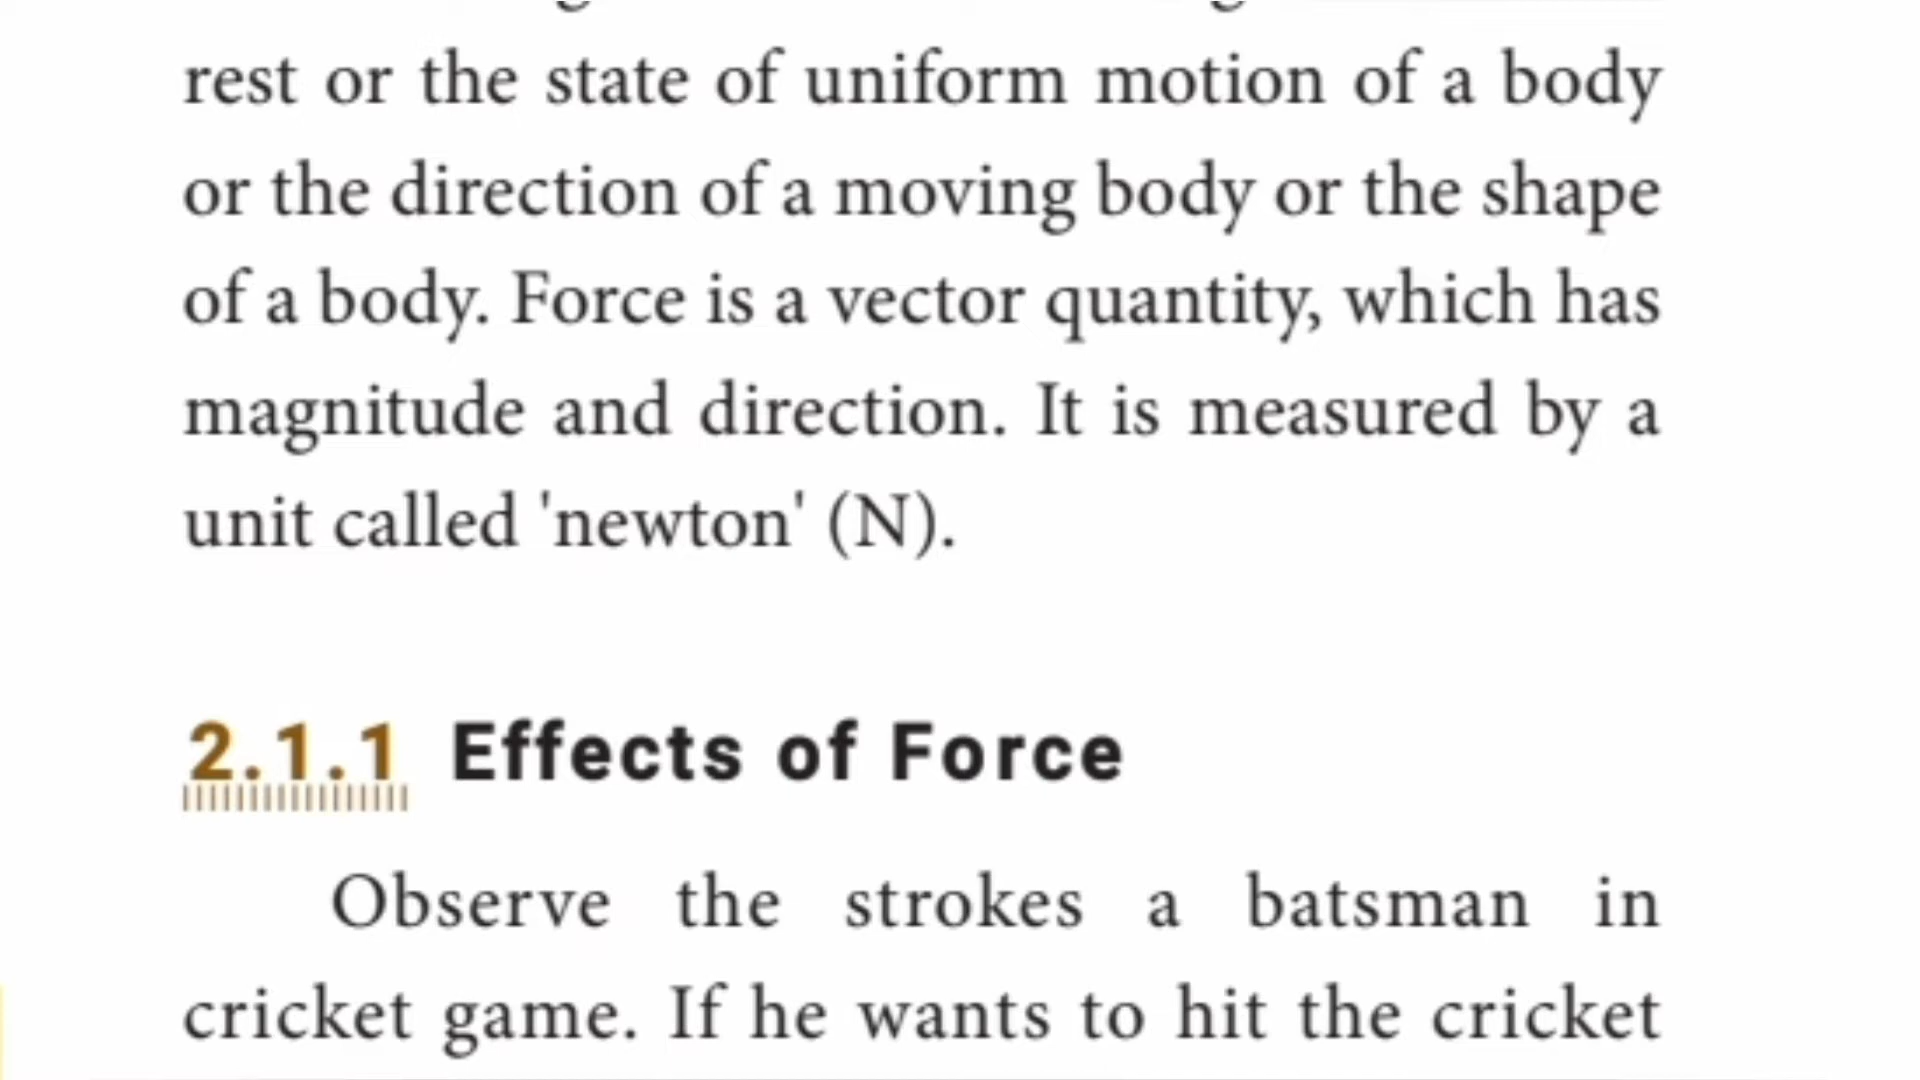 rest or the state of uniform motion of a body
or the direction of a moving body or the shape
of a body. Force is a vector quantity, which has
magnitude and direction. It is measured by a
unit called 'newton' (N).
2.1.1 Effects of Force
Observe the strokes a batsman in
cricket game. If he wants to hit the cricket